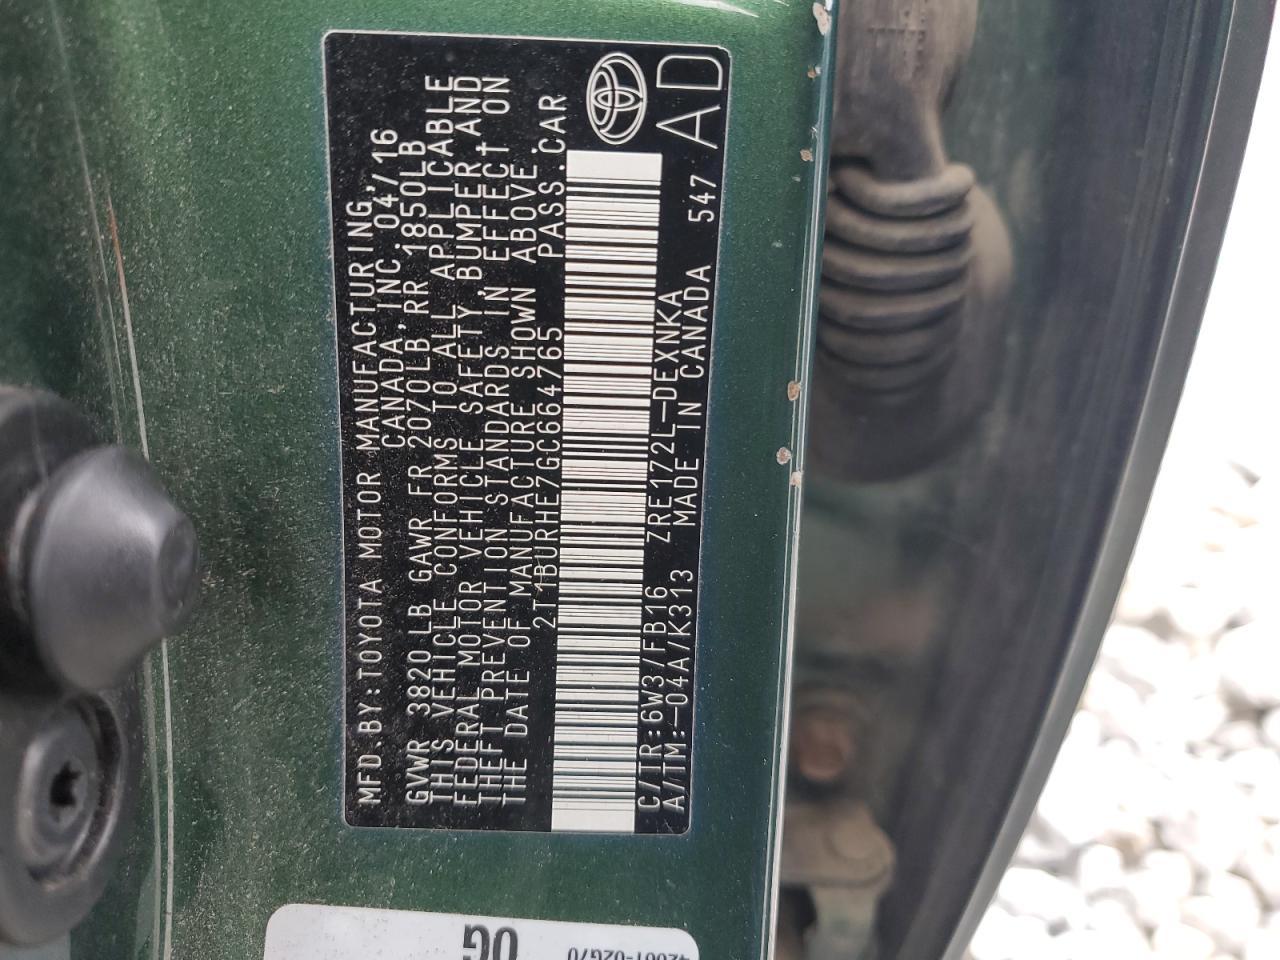 MFD.BY:TOYOTA MOTOR MANUFACTURING,
CANADA, INC. 04/16
GVWR 3820 LB GAWR FR 2070LB RR 1850LB
THIS VEHICLE CONFORMS TO ALL APPLICABLE
FEDERAL MOTOR VEHICLE SAFETY, BUMPER, AND
THEFT PREVENTION STANDARDS IN EFFECT ON
THE DATE OF MANUFACTURE SHOWN ABOVE.
2T1BURHE7GC664765 PASS.CAR
C/TR:6W3/FB16 ZRE172L-DEXNKA
A/TM:-04A/K313 MADE IN CANADA 547
AD